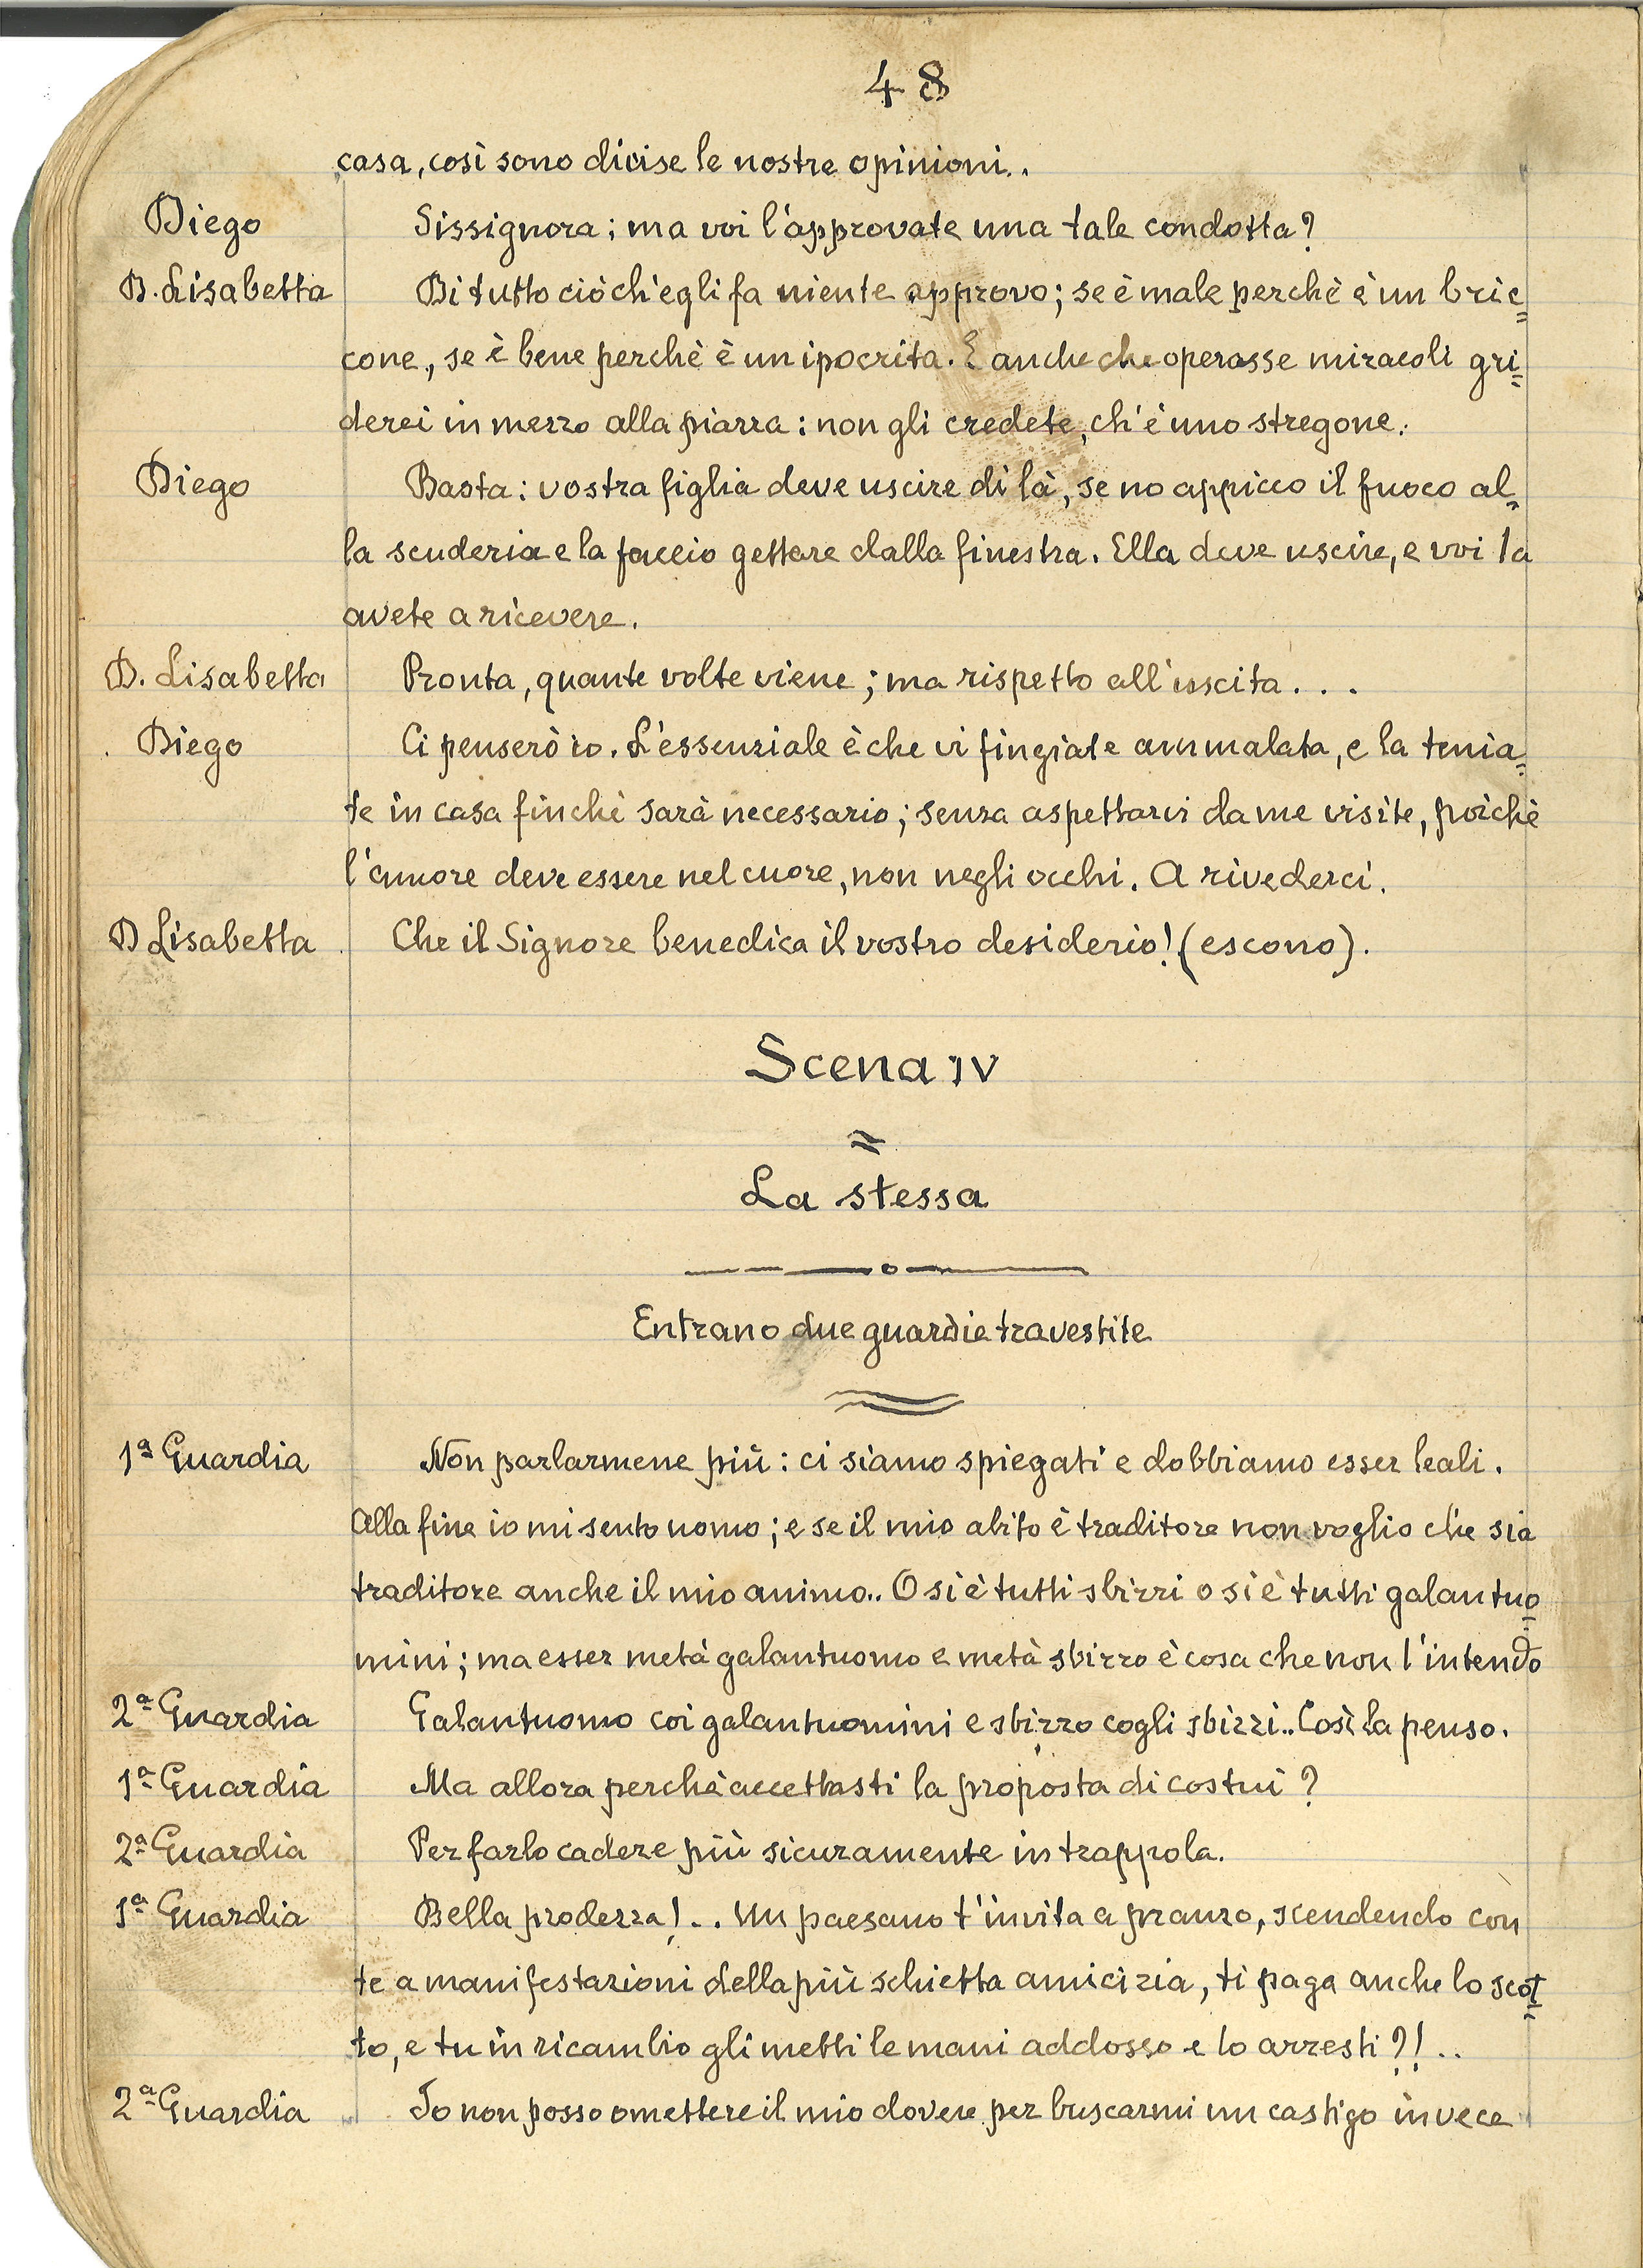 48
casa, così sono divise le nostre opinioni..
Diego Sissignora; ma voi l'approvate una tale condotta?
D. Lisabetta Di tutto ciò ch'egli fa niente approvo; se è male perchè è un bric=
cone, se è bene perchè è un ipocrita. E anche che operasse miracoli gri=
derei in mezzo alla piazza: non gli credete, ch'è uno stregone.
Diego Basta: vostra figlia deve uscire di là, se no appicco il fuoco al=
la scuderia e la faccio gettare dalla finestra. Ella deve uscire, e voi la
avete a ricevere.
D. Lisabetta Pronta, quante volte viene; ma rispetto all'uscita...
Diego Ci penserò io. L'essenziale è che vi fingiate ammalata, e la tenia=
te in casa finchè sarà necessario; senza aspettarvi da me visite, poichè
l'amore deve essere nel cuore, non negli occhi. A rivederci.
D Lisabetta Che il Signore benedica il vostro desiderio! (escono).
Scena IV
La stessa
Entrano due guardie travestite
1ª Guardia Non parlarmene più: ci siamo spiegati e dobbiamo esser leali.
Alla fine io mi sento uomo; e se il mio abito è traditore non voglio che sia
traditore anche il mio animo.. O si è tutti sbirri o si è tutti galantuo=
mini; ma esser metà galantuomo e metà sbirro è cosa che non l'intendo
2ª Guardia Galantuomo coi galantuomini e sbirro cogli sbirri.. Così la penso.
1ª Guardia Ma allora perchè accettasti la proposta di costui?
2ª Guardia Per farlo cadere più sicuramente in trappola.
1ª Guardia Bella prodezza!.. Un paesano t'invita a pranzo, scendendo con
te a manifestazioni della più schietta amicizia, ti paga anche lo scot=
to, e tu in ricambio gli metti le mani addosso e lo arresti?!..
2ª Guardia Io non posso omettere il mio dovere per buscarmi un castigo invece